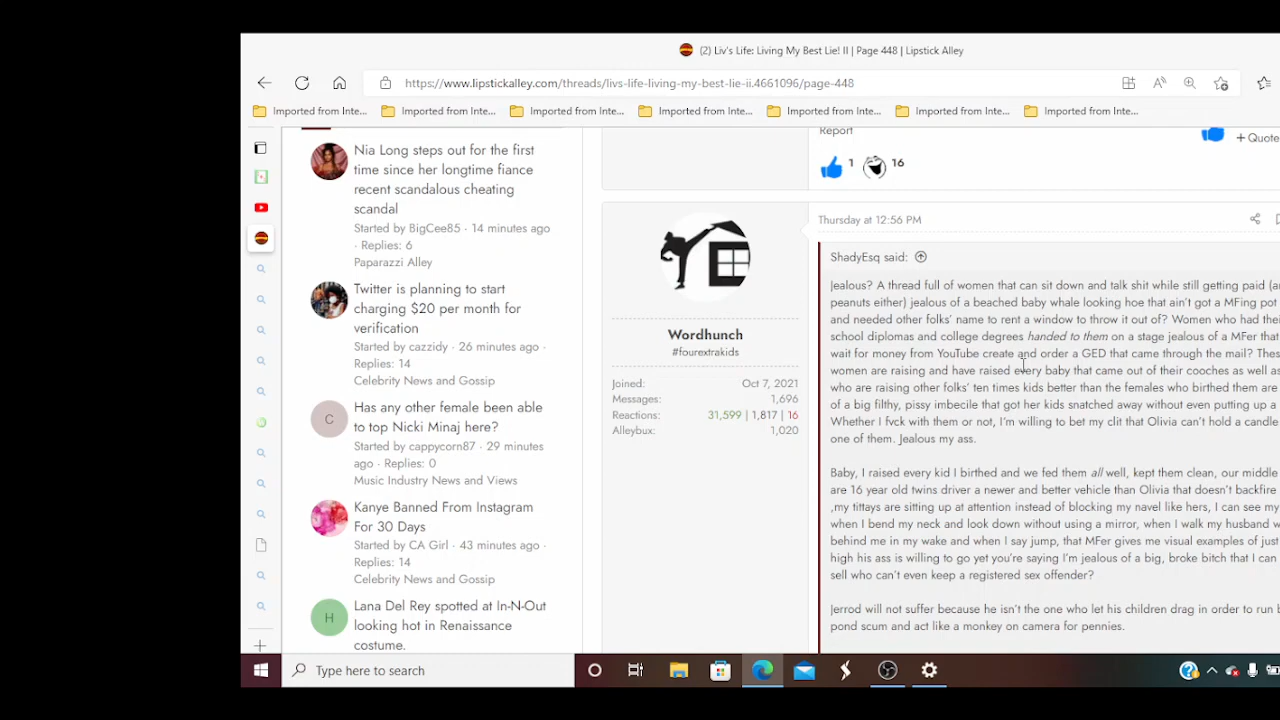 (2) Liv's Life: Living My Best Lie! II | Page 448 | Lipstick Alley
https://www.lipstickalley.com/threads/livs-life-living-my-best-lie-ii.4661096/page-448
Imported from Inte... Imported from Inte... Imported from Inte... Imported from Inte... Imported from Inte... Imported from Inte... Imported from Inte...
Nia Long steps out for the first
time since her longtime fiance
recent scandalous cheating
scandal
Started by BigCee85 · 14 minutes ago
· Replies: 6
Paparazzi Alley
Twitter is planning to start
charging $20 per month for
verification
Started by cazzidy · 26 minutes ago ·
Replies: 14
Celebrity News and Gossip
C
Has any other female been able
to top Nicki Minaj here?
Started by cappycorn87 · 29 minutes
ago · Replies: 0
Music Industry News and Views
Kanye Banned From Instagram
For 30 Days
Started by CA Girl · 43 minutes ago ·
Replies: 14
Celebrity News and Gossip
H
Lana Del Rey spotted at In-N-Out
looking hot in Renaissance
costume.
Report
+ Quote
1 16
Wordhunch
#fourextrakids
Joined: Oct 7, 2021
Messages: 1,696
Reactions: 31,599 | 1,817 | 16
Alleybux: 1,020
Thursday at 12:56 PM
ShadyEsq said:
Jealous? A thread full of women that can sit down and talk shit while still getting paid (a
peanuts either) jealous of a beached baby whale looking hoe that ain't got a MFing pot
and needed other folks' name to rent a window to throw it out of? Women who had thei
school diplomas and college degrees handed to them on a stage jealous of a MFer that
wait for money from YouTube create and order a GED that came through the mail? Thes
women are raising and have raised every baby that came out of their cooches as well a
who are raising other folks' ten times kids better than the females who birthed them are
of a big filthy, pissy imbecile that got her kids snatched away without even putting up a
Whether I fvck with them or not, I'm willing to bet my clit that Olivia can't hold a candle
one of them. Jealous my ass.
Baby, I raised every kid I birthed and we fed them all well, kept them clean, our middle
are 16 year old twins driver a newer and better vehicle than Olivia that doesn't backfire
,my tittays are sitting up at attention instead of blocking my navel like hers, I can see my
when I bend my neck and look down without using a mirror, when I walk my husband w
behind me in my wake and when I say jump, that MFer gives me visual examples of just
high his ass is willing to go yet you're saying I'm jealous of a big, broke bitch that I can
sell who can't even keep a registered sex offender?
Jerrod will not suffer because he isn't the one who let his children drag in order to run b
pond scum and act like a monkey on camera for pennies.
Type here to search